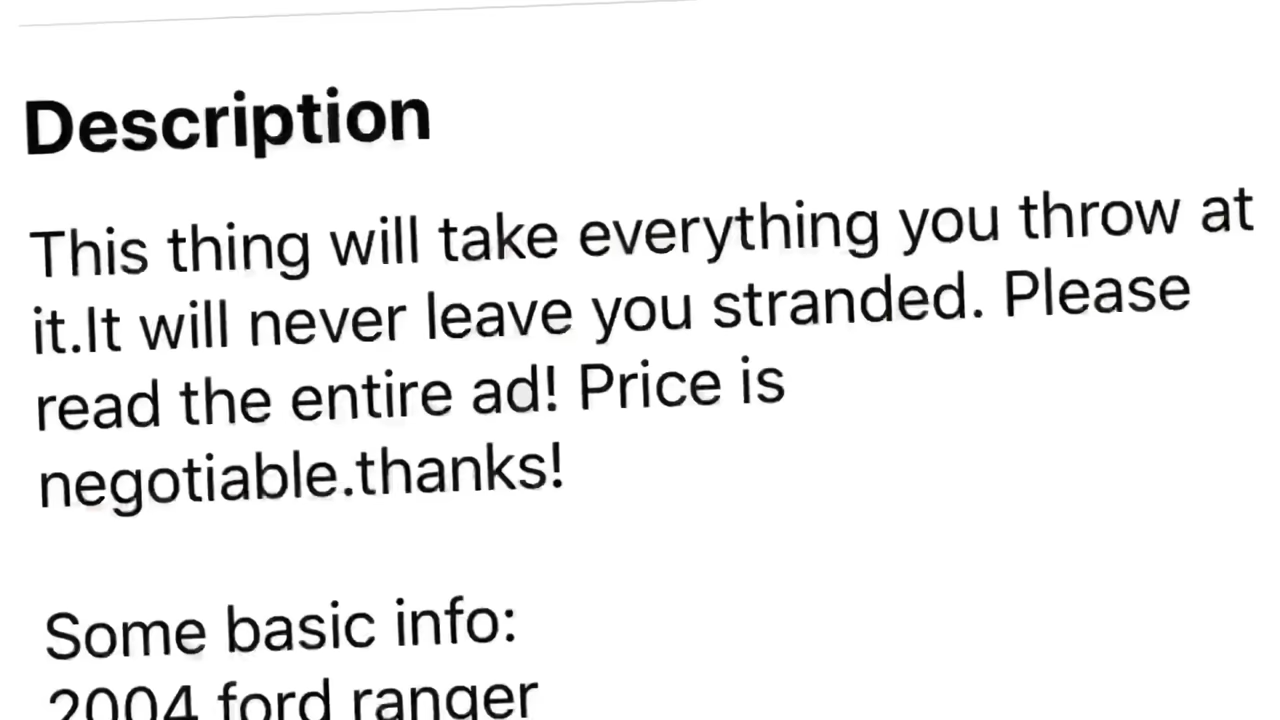 Description
This thing will take everything you throw at
it.It will never leave you stranded. Please
read the entire ad! Price is
negotiable.thanks!
Some basic info:
2004 ford ranger